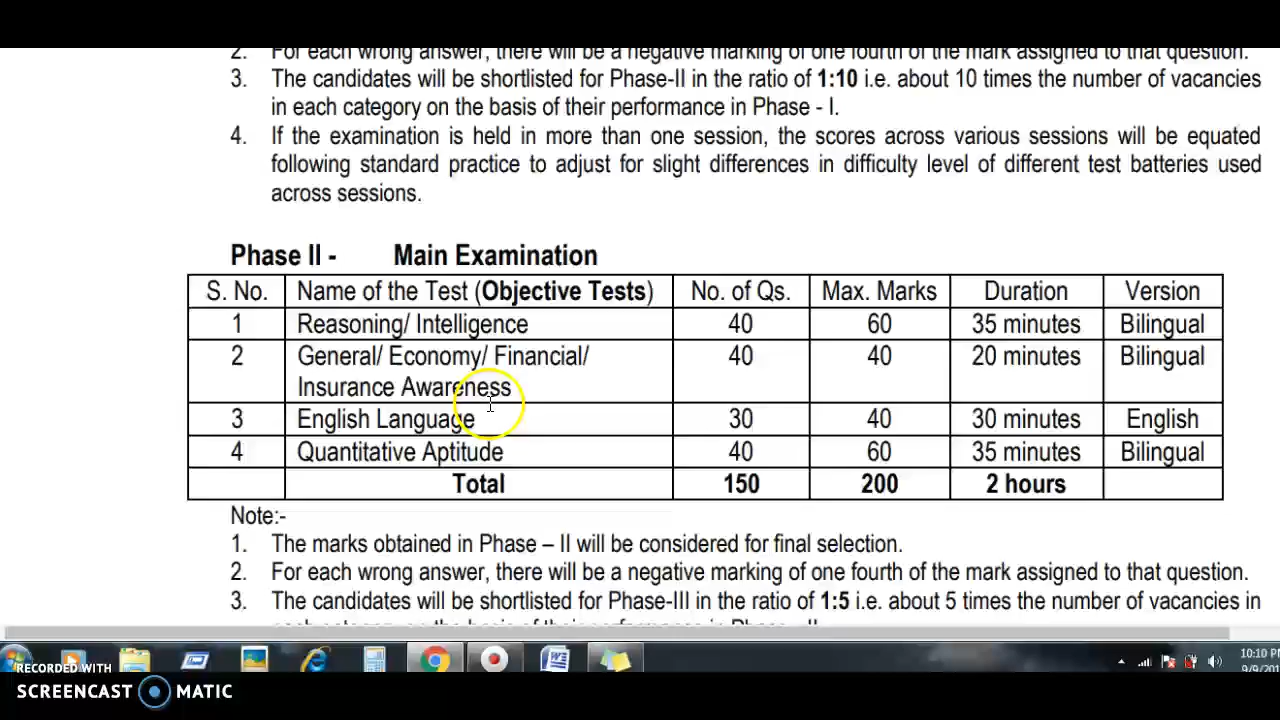 2. For each wrong answer, there will be a negative marking of one fourth of the mark assigned to that question.
3. The candidates will be shortlisted for Phase-II in the ratio of 1:10 i.e. about 10 times the number of vacancies
in each category on the basis of their performance in Phase - I.
4. If the examination is held in more than one session, the scores across various sessions will be equated
following standard practice to adjust for slight differences in difficulty level of different test batteries used
across sessions.
Phase II - Main Examination
S. No. Name of the Test (Objective Tests) No. of Qs. Max. Marks Duration Version
1 Reasoning/ Intelligence 40 60 35 minutes Bilingual
2 General/ Economy/ Financial/ 40 40 20 minutes Bilingual
Insurance Awareness
3 English Language 30 40 30 minutes English
4 Quantitative Aptitude 40 60 35 minutes Bilingual
Total 150 200 2 hours
Note:-
1. The marks obtained in Phase – II will be considered for final selection.
2. For each wrong answer, there will be a negative marking of one fourth of the mark assigned to that question.
3. The candidates will be shortlisted for Phase-III in the ratio of 1:5 i.e. about 5 times the number of vacancies in
each category on the basis of their performance in Phase – II
10:10 PM
RECORDED WITH
SCREENCAST MATIC